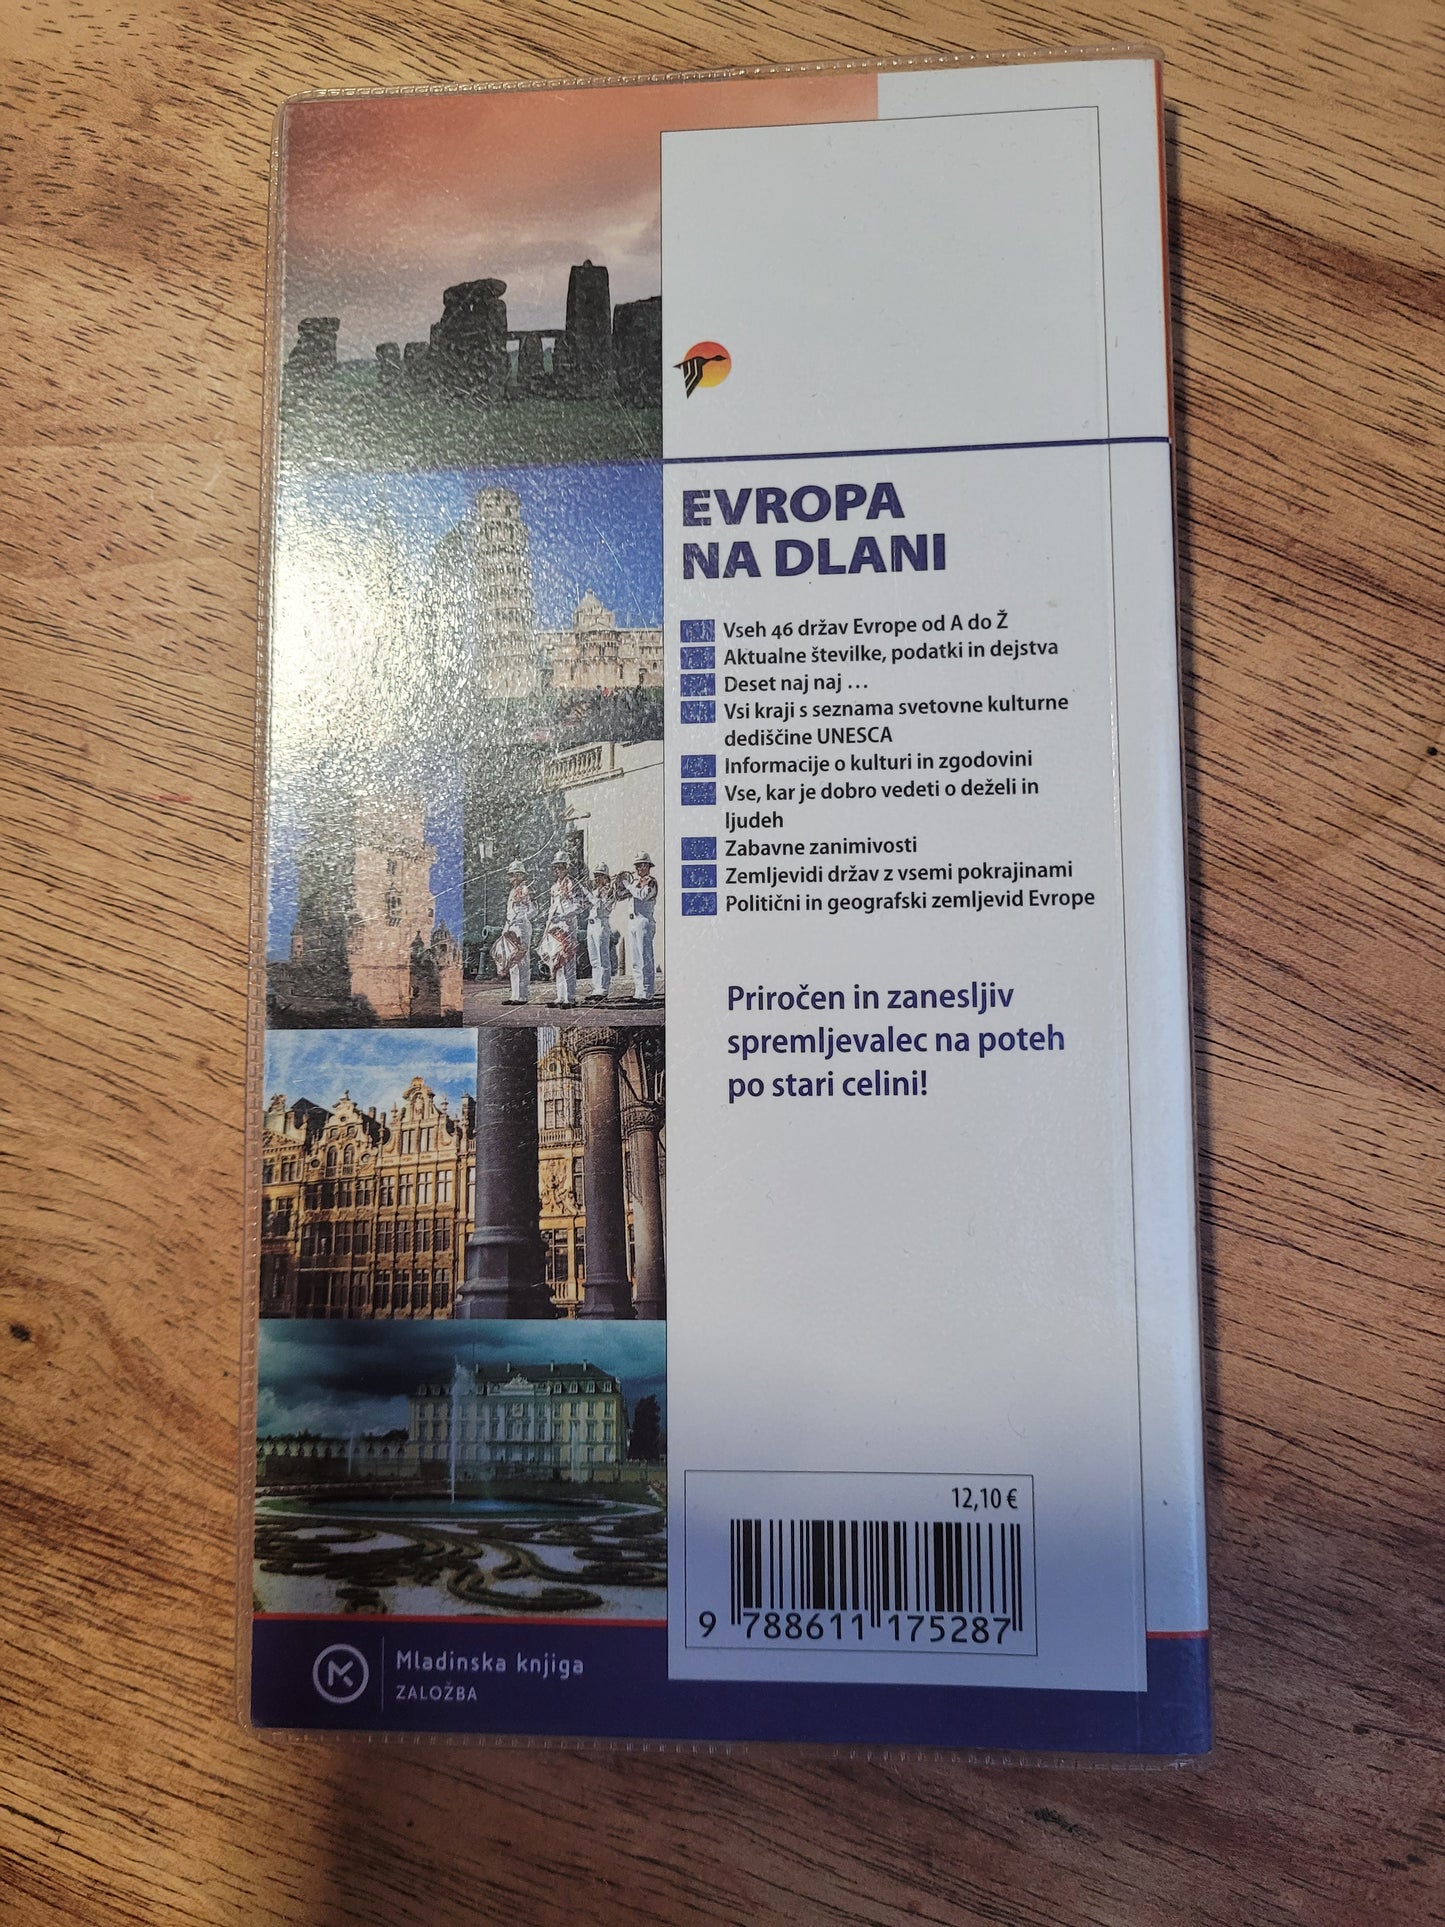 EVROPA
NA DLANI
Vseh 46 držav Evrope od A do Ž
Aktualne številke, podatki in dejstva
Deset naj naj ...
Vsi kraji s seznama svetovne kulturne
dediščine UNESCA
Informacije o kulturi in zgodovini
Vse, kar je dobro vedeti o deželi in
ljudeh
Zabavne zanimivosti
Zemljevidi držav z vsemi pokrajinami
Politični in geografski zemljevid Evrope
Priročen in zanesljiv
spremljevalec na poteh
po stari celini!
12,10 €
9 788611 175287
Mladinska knjiga
ZALOŽBA